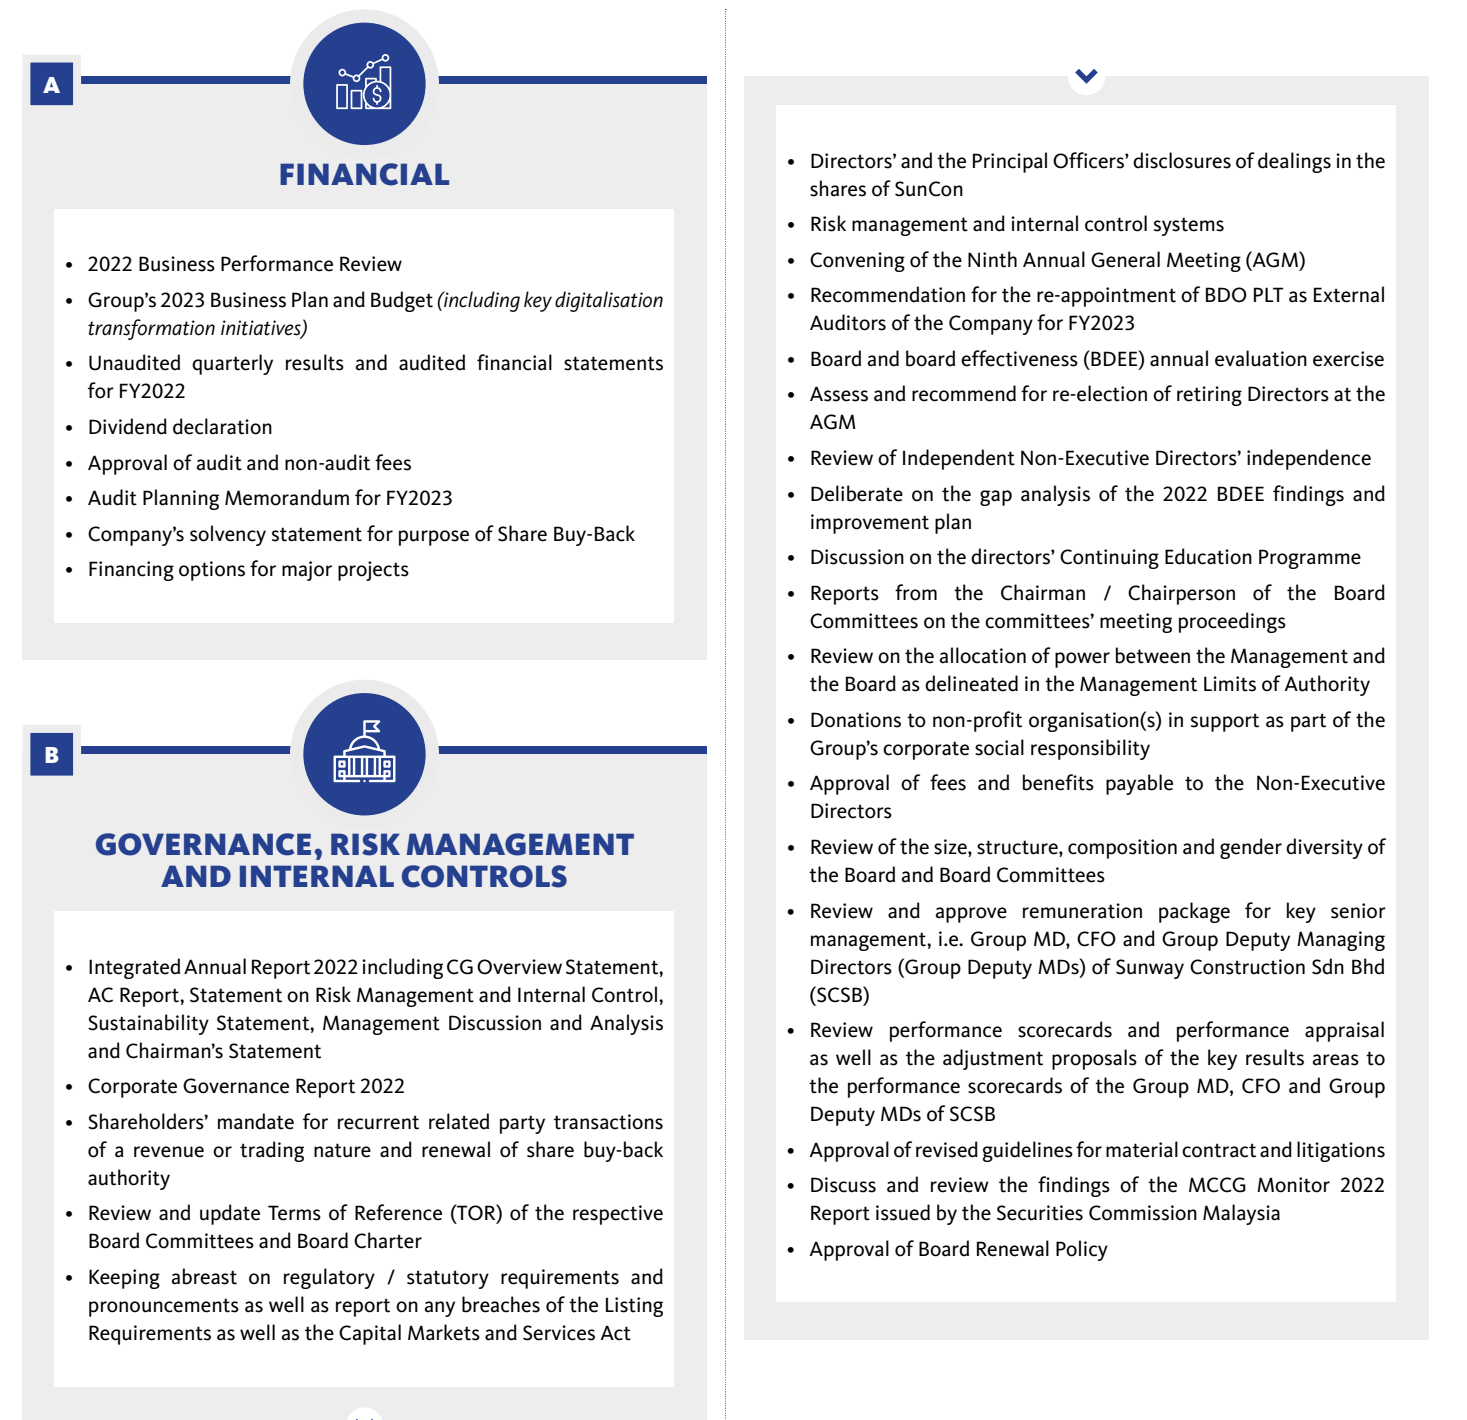 A
FINANCIAL
• 2022 Business Performance Review
• Group’s 2023 Business Plan and Budget (including key digitalisation
transformation initiatives)
• Unaudited quarterly results and audited financial statements
for FY2022
• Dividend declaration
• Approval of audit and non-audit fees
• Audit Planning Memorandum for FY2023
• Company’s solvency statement for purpose of Share Buy-Back
• Financing options for major projects
B
GOVERNANCE, RISK MANAGEMENT
AND INTERNAL CONTROLS
• Integrated Annual Report 2022 including CG Overview Statement,
AC Report, Statement on Risk Management and Internal Control,
Sustainability Statement, Management Discussion and Analysis
and Chairman’s Statement
• Corporate Governance Report 2022
• Shareholders’ mandate for recurrent related party transactions
of a revenue or trading nature and renewal of share buy-back
authority
• Review and update Terms of Reference (TOR) of the respective
Board Committees and Board Charter
• Keeping abreast on regulatory / statutory requirements and
pronouncements as well as report on any breaches of the Listing
Requirements as well as the Capital Markets and Services Act
• Directors’ and the Principal Officers’ disclosures of dealings in the
shares of SunCon
• Risk management and internal control systems
• Convening of the Ninth Annual General Meeting (AGM)
• Recommendation for the re-appointment of BDO PLT as External
Auditors of the Company for FY2023
• Board and board effectiveness (BDEE) annual evaluation exercise
• Assess and recommend for re-election of retiring Directors at the
AGM
• Review of Independent Non-Executive Directors’ independence
• Deliberate on the gap analysis of the 2022 BDEE findings and
improvement plan
• Discussion on the directors’ Continuing Education Programme
• Reports from the Chairman / Chairperson of the Board
Committees on the committees’ meeting proceedings
• Review on the allocation of power between the Management and
the Board as delineated in the Management Limits of Authority
• Donations to non-profit organisation(s) in support as part of the
Group’s corporate social responsibility
• Approval of fees and benefits payable to the Non-Executive
Directors
• Review of the size, structure, composition and gender diversity of
the Board and Board Committees
• Review and approve remuneration package for key senior
management, i.e. Group MD, CFO and Group Deputy Managing
Directors (Group Deputy MDs) of Sunway Construction Sdn Bhd
(SCSB)
• Review performance scorecards and performance appraisal
as well as the adjustment proposals of the key results areas to
the performance scorecards of the Group MD, CFO and Group
Deputy MDs of SCSB
• Approval of revised guidelines for material contract and litigations
• Discuss and review the findings of the MCCG Monitor 2022
Report issued by the Securities Commission Malaysia
• Approval of Board Renewal Policy